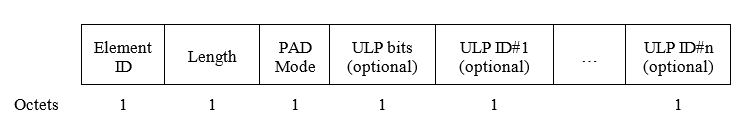 Element ID Length PAD Mode ULP bits (optional) ULP ID#1 (optional) ... ULP ID#n (optional)
Octets 1 1 1 1 1 1